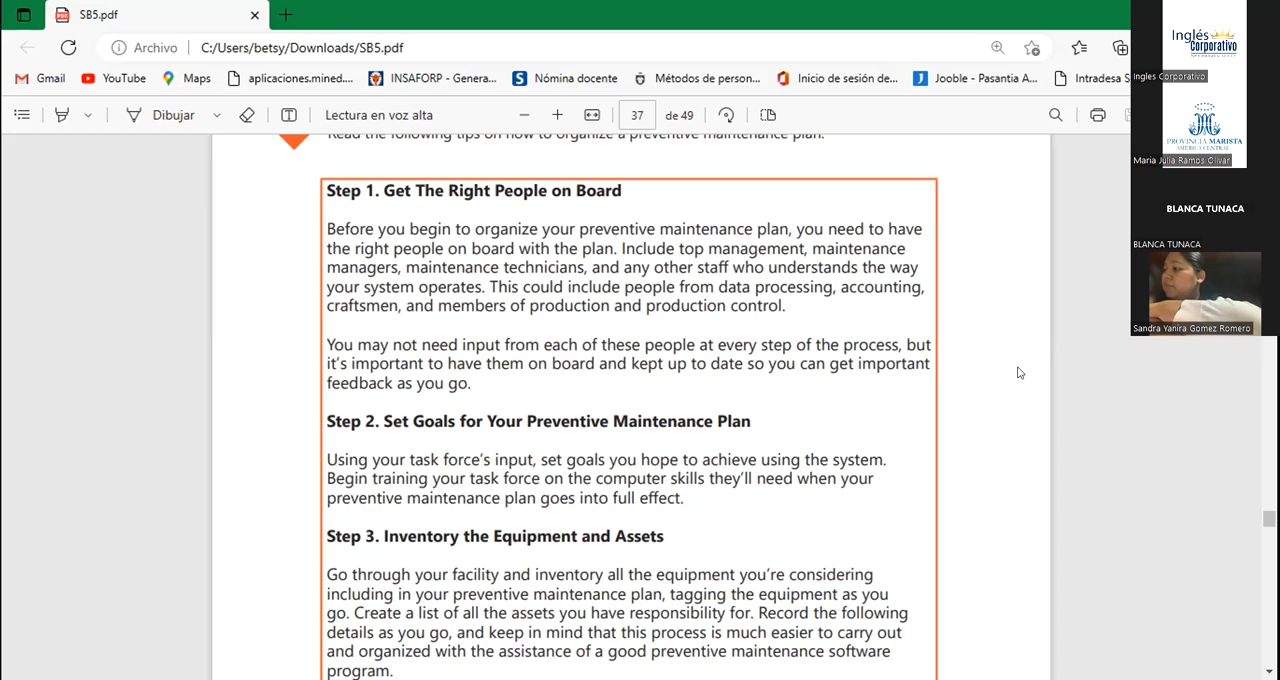 SB5.pdf
Archivo
C:/Users/betsy/Downloads/SB5.pdf
Gmail
YouTube
Maps
aplicaciones.mined....
INSAFORP - Genera...
Nómina docente
Métodos de person...
Inicio de sesión de...
Jooble - Pasantia A...
Intradesa S
Dibujar
Lectura en voz alta
37
de 49
Read the following tips on how to organize a preventive maintenance plan.
Step 1. Get The Right People on Board
Before you begin to organize your preventive maintenance plan, you need to have
the right people on board with the plan. Include top management, maintenance
managers, maintenance technicians, and any other staff who understands the way
your system operates. This could include people from data processing, accounting,
craftsmen, and members of production and production control.
You may not need input from each of these people at every step of the process, but
it's important to have them on board and kept up to date so you can get important
feedback as you go.
Step 2. Set Goals for Your Preventive Maintenance Plan
Using your task force's input, set goals you hope to achieve using the system.
Begin training your task force on the computer skills they'll need when your
preventive maintenance plan goes into full effect.
Step 3. Inventory the Equipment and Assets
Go through your facility and inventory all the equipment you're considering
including in your preventive maintenance plan, tagging the equipment as you
go. Create a list of all the assets you have responsibility for. Record the following
details as you go, and keep in mind that this process is much easier to carry out
and organized with the assistance of a good preventive maintenance software
program.
Inglés
Corporativo
Ingles Corporativo
PROVINCIA MARISTA
AMÉRICA CENTRAL
Maria Julia Ramos Olivar
BLANCA TUNACA
BLANCA TUNACA
Sandra Yanira Gomez Romero